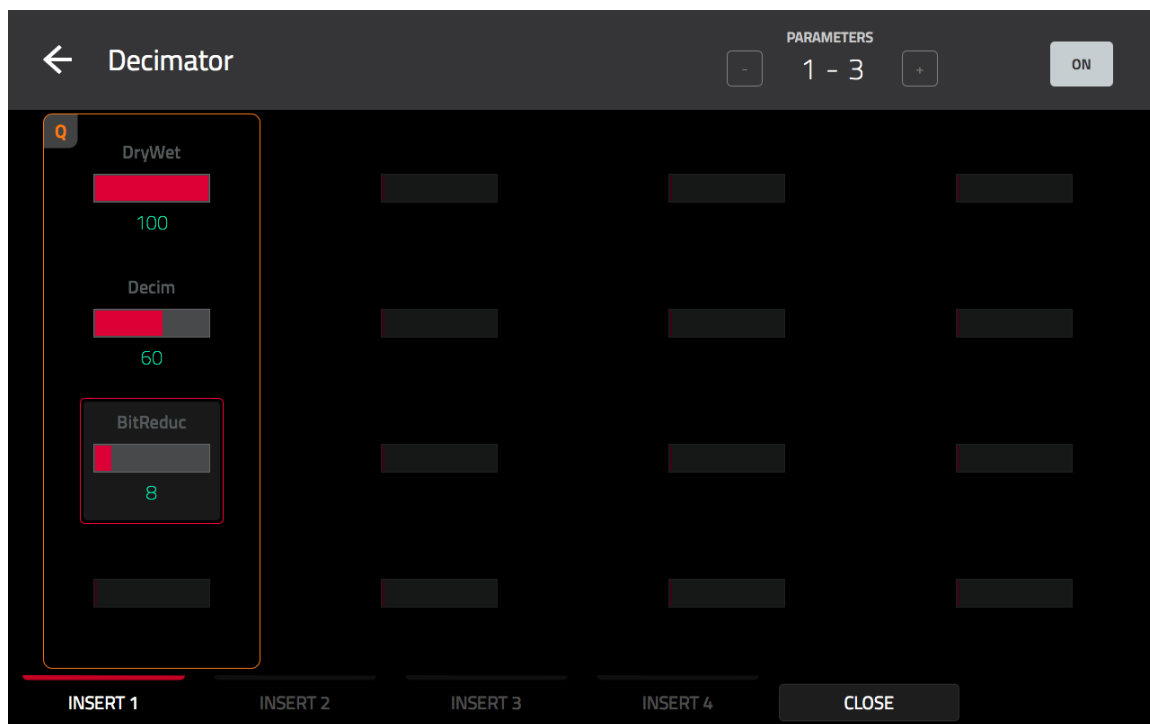 Decimator
PARAMETERS
- 1 - 3 +
ON
Q
DryWet
100
Decim
60
BitReduc
8
INSERT 1 INSERT 2 INSERT 3 INSERT 4 CLOSE